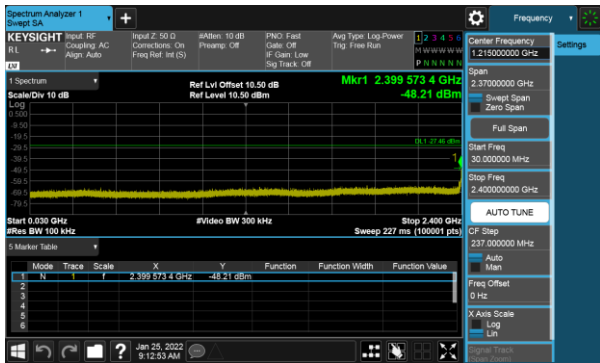 Spectrum Analyzer 1
Swept SA
+
Frequency
KEYSIGHT
RL
Input: RF
Coupling: AC
Align: Auto
Input Z: 50 Ω
Corrections: On
Freq Ref: Int (S)
#Atten: 10 dB
Preamp: Off
PNO: Fast
Gate: Off
IF Gain: Low
Sig Track: Off
Avg Type: Log-Power
Trig: Free Run
1 2 3 4 5 6
M W W W W W
P N N N N N
LXI
1 Spectrum
Scale/Div 10 dB
Ref Lvl Offset 10.50 dB
Ref Level 10.50 dBm
Mkr1 2.399 573 4 GHz
-48.21 dBm
Log
0.500
-9.50
-19.5
-29.5
-39.5
-49.5
-59.5
-69.5
-79.5
DL1 -27.46 dBm
1
Start 0.030 GHz
#Res BW 100 kHz
#Video BW 300 kHz
Stop 2.400 GHz
Sweep 227 ms (100001 pts)
5 Marker Table
Mode Trace Scale X Y Function Function Width Function Value
1 N 1 f 2.399 573 4 GHz -48.21 dBm
2
3
4
5
6
Center Frequency
1.215000000 GHz
Settings
Span
2.37000000 GHz
Swept Span
Zero Span
Full Span
Start Freq
30.000000 MHz
Stop Freq
2.400000000 GHz
AUTO TUNE
CF Step
237.000000 MHz
Auto
Man
Freq Offset
0 Hz
X Axis Scale
Log
Lin
Signal Track
(Span Zoom)
?
Jan 25, 2022
9:12:53 AM